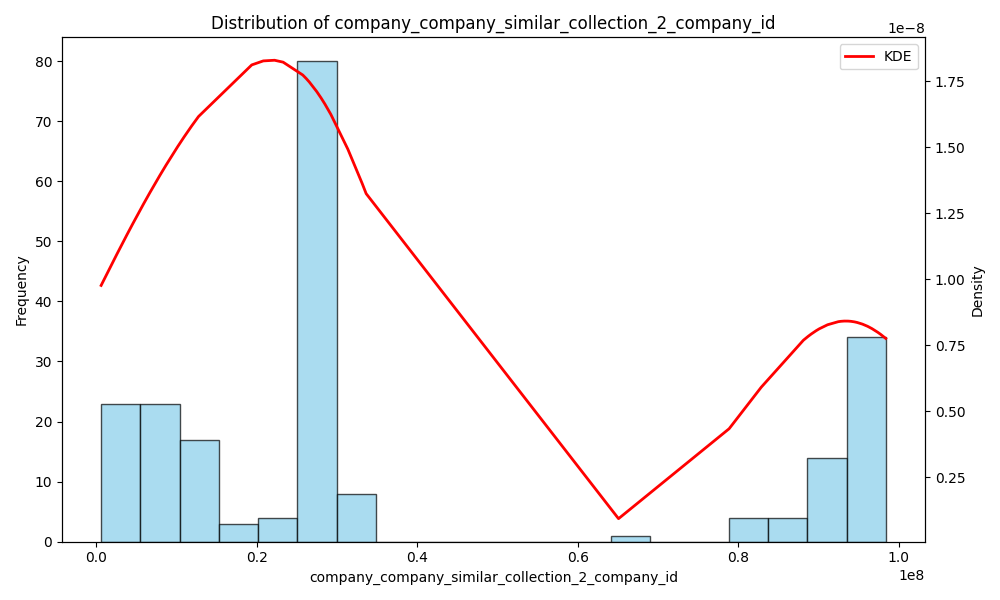 Distribution of company_company_similar_collection_2_company_id
1e−8
KDE
80
70
60
50
40
30
20
10
0
Frequency
1.75
1.50
1.25
1.00
0.75
0.50
0.25
Density
0.0 0.2 0.4 0.6 0.8 1.0
1e8
company_company_similar_collection_2_company_id